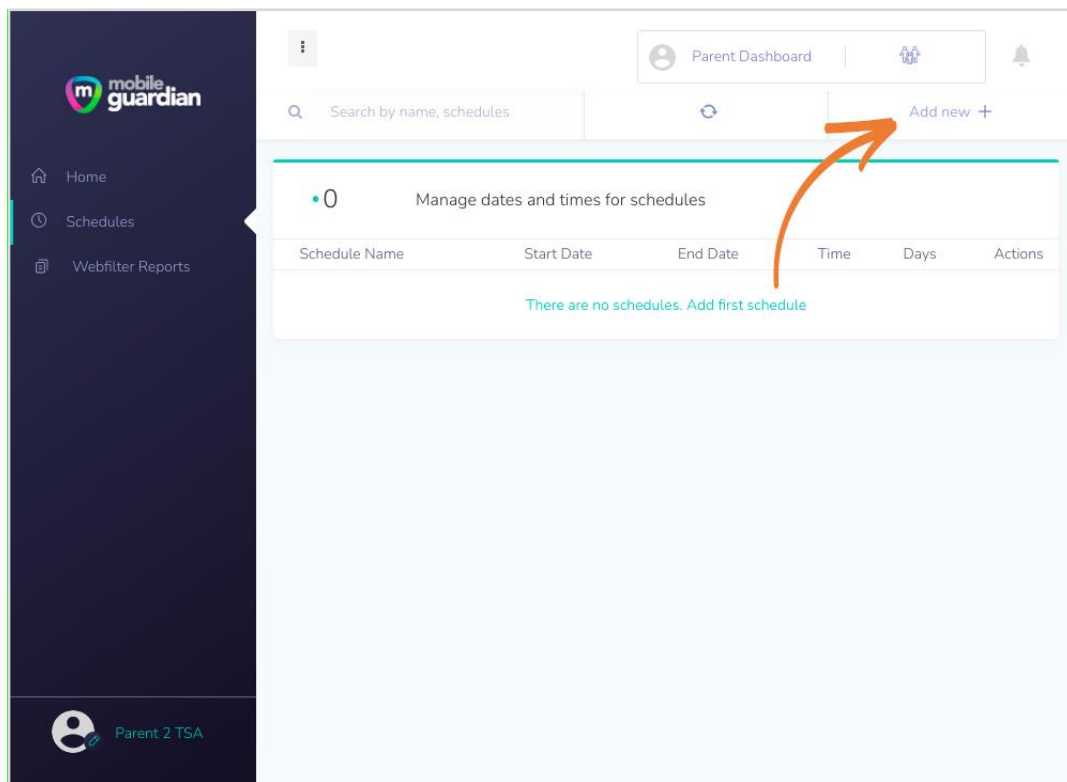 mobile
guardian
Home
Schedules
Webfilter Reports
Parent 2 TSA
Parent Dashboard
Search by name, schedules
Add new +
0 Manage dates and times for schedules
Schedule Name Start Date End Date Time Days Actions
There are no schedules. Add first schedule